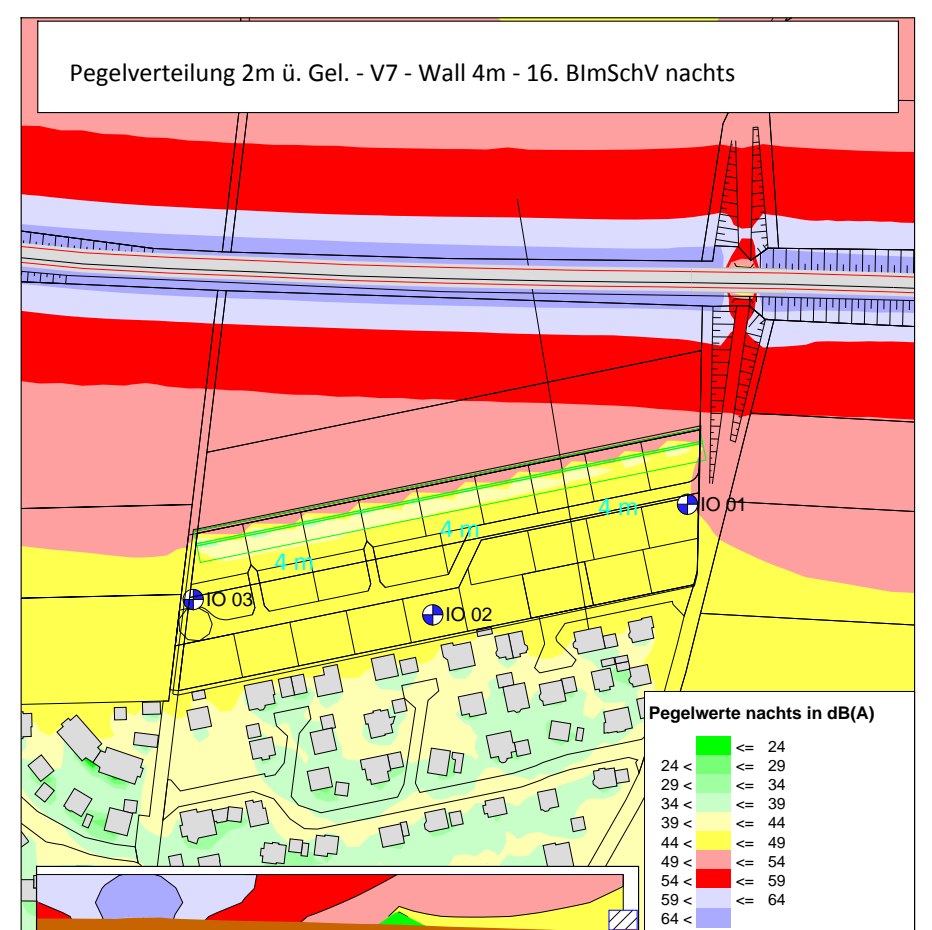 Pegelverteilung 2m ü. Gel. - V7 - Wall 4m - 16. BImSchV nachts
IO 01
4 m
4 m
4 m
IO 03
IO 02
Pegelwerte nachts in dB(A)
<= 24
24 < <= 29
29 < <= 34
34 < <= 39
39 < <= 44
44 < <= 49
49 < <= 54
54 < <= 59
59 < <= 64
64 <